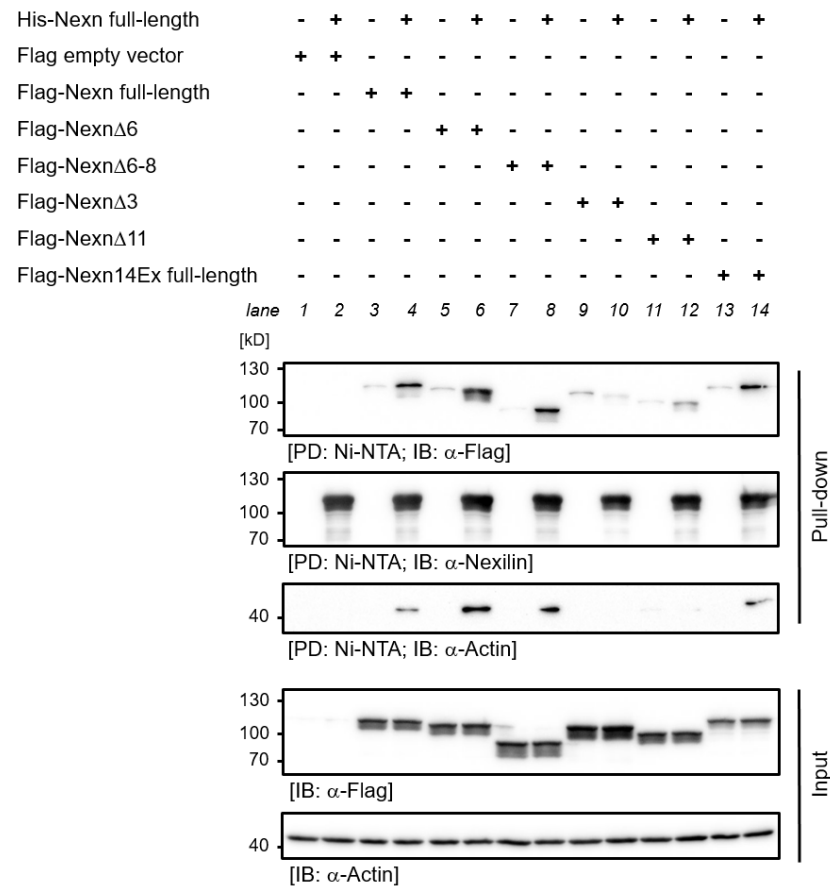 His-Nexn full-length - + - + - + - + - + - + - +
Flag empty vector + + - - - - - - - - - - - -
Flag-Nexn full-length - - + + - - - - - - - - - -
Flag-NexnΔ6 - - - - + + - - - - - - - -
Flag-NexnΔ6-8 - - - - - - + + - - - - - -
Flag-NexnΔ3 - - - - - - - - + + - - - -
Flag-NexnΔ11 - - - - - - - - - - + + - -
Flag-Nexn14Ex full-length - - - - - - - - - - - - + +
lane 1 2 3 4 5 6 7 8 9 10 11 12 13 14
[kD]
130
100
70
[PD: Ni-NTA; IB: α-Flag]
130
100
70
[PD: Ni-NTA; IB: α-Nexilin]
40
[PD: Ni-NTA; IB: α-Actin]
Pull-down
130
100
70
[IB: α-Flag]
40
[IB: α-Actin]
Input